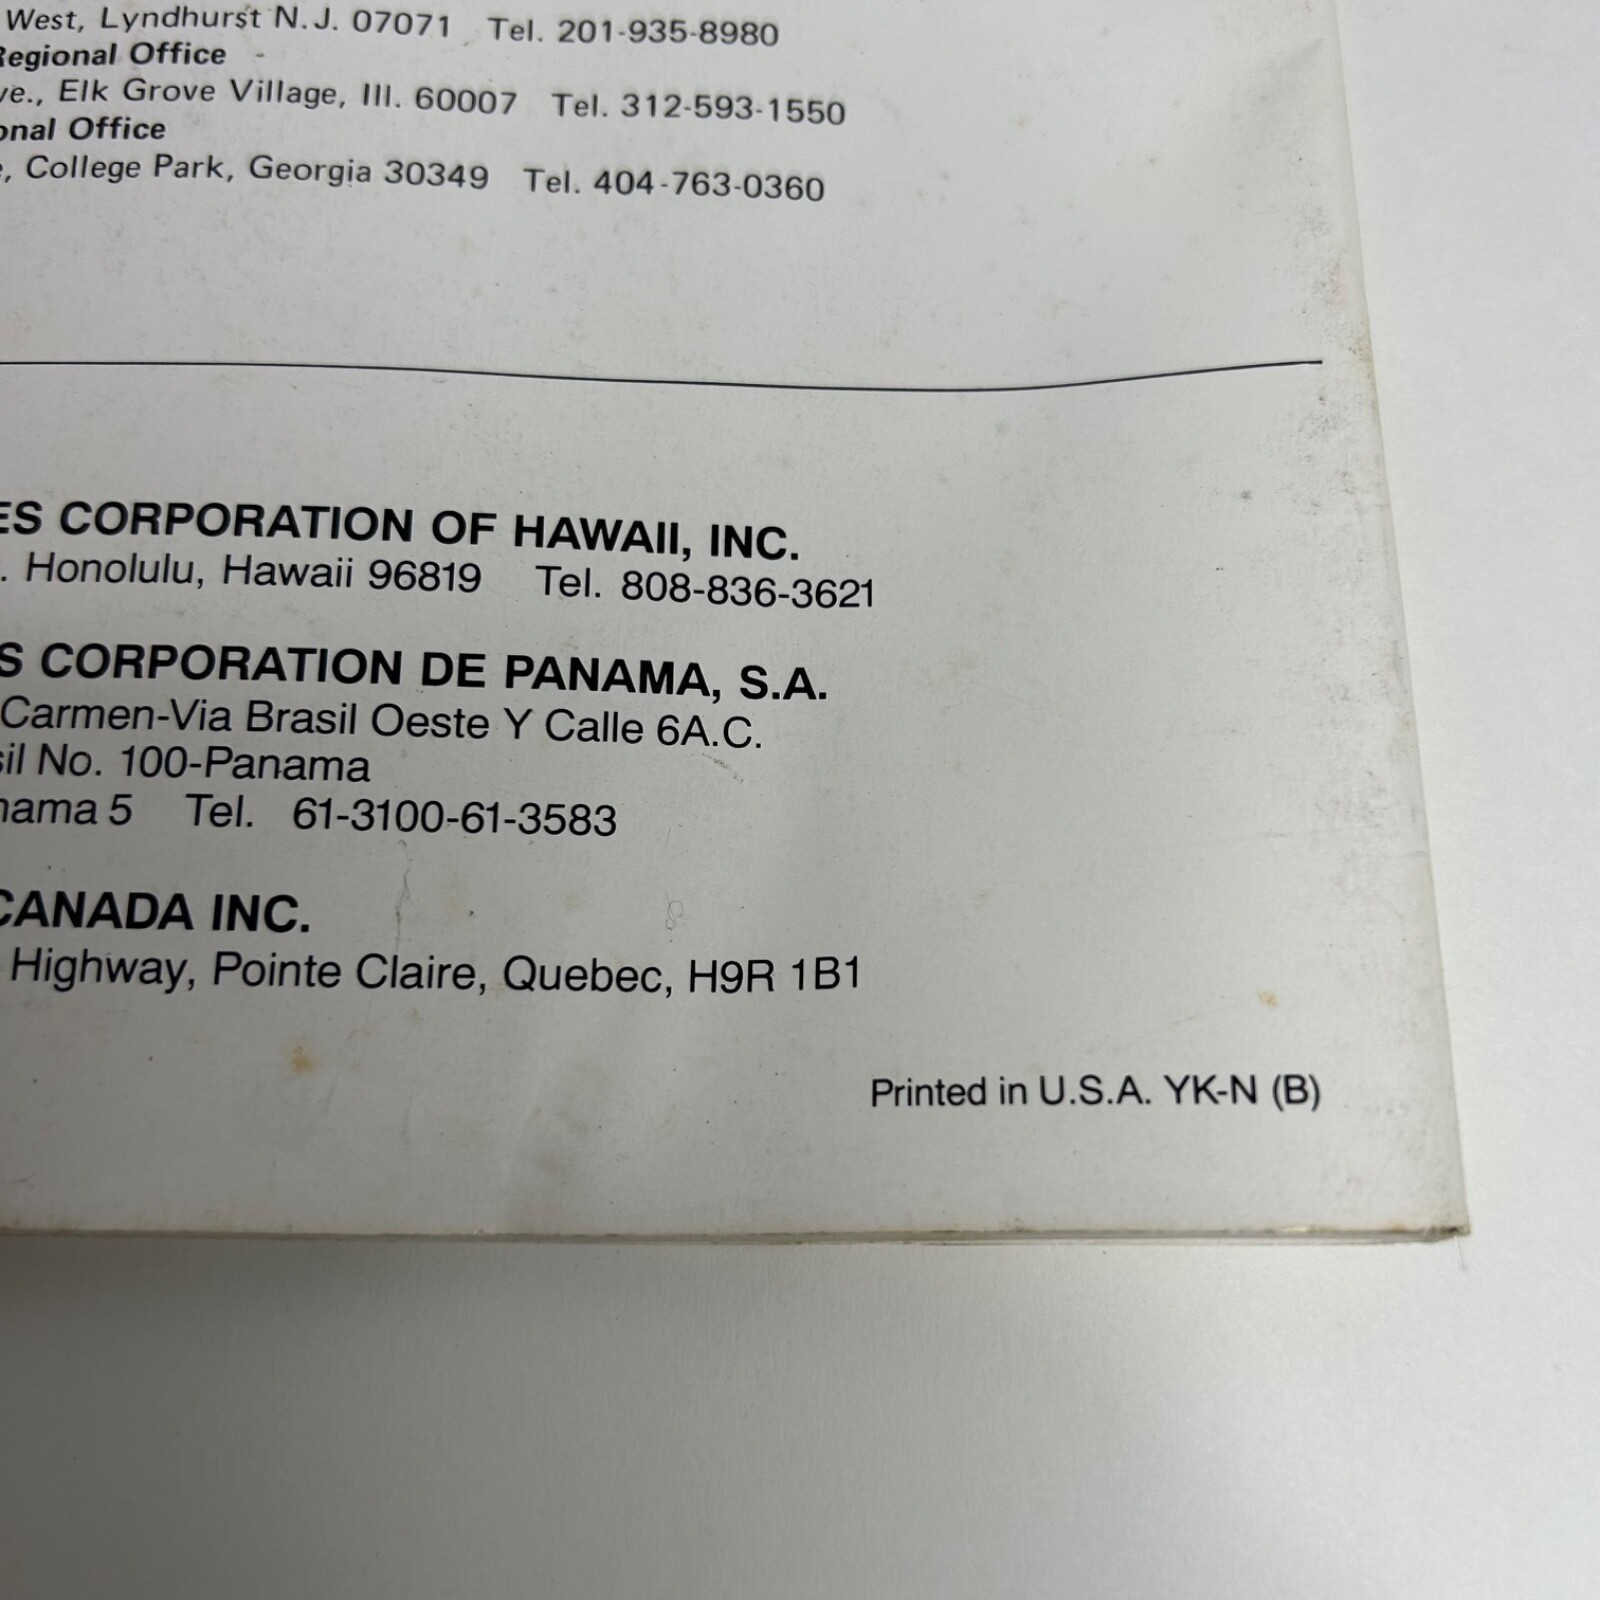 West, Lyndhurst N.J. 07071 Tel. 201-935-8980
Regional Office
ve., Elk Grove Village, Ill. 60007 Tel. 312-593-1550
onal Office
, College Park, Georgia 30349 Tel. 404-763-0360
ES CORPORATION OF HAWAII, INC.
. Honolulu, Hawaii 96819 Tel. 808-836-3621
S CORPORATION DE PANAMA, S.A.
Carmen-Via Brasil Oeste Y Calle 6A.C.
sil No. 100-Panama
nama 5 Tel. 61-3100-61-3583
CANADA INC.
Highway, Pointe Claire, Quebec, H9R 1B1
Printed in U.S.A. YK-N (B)